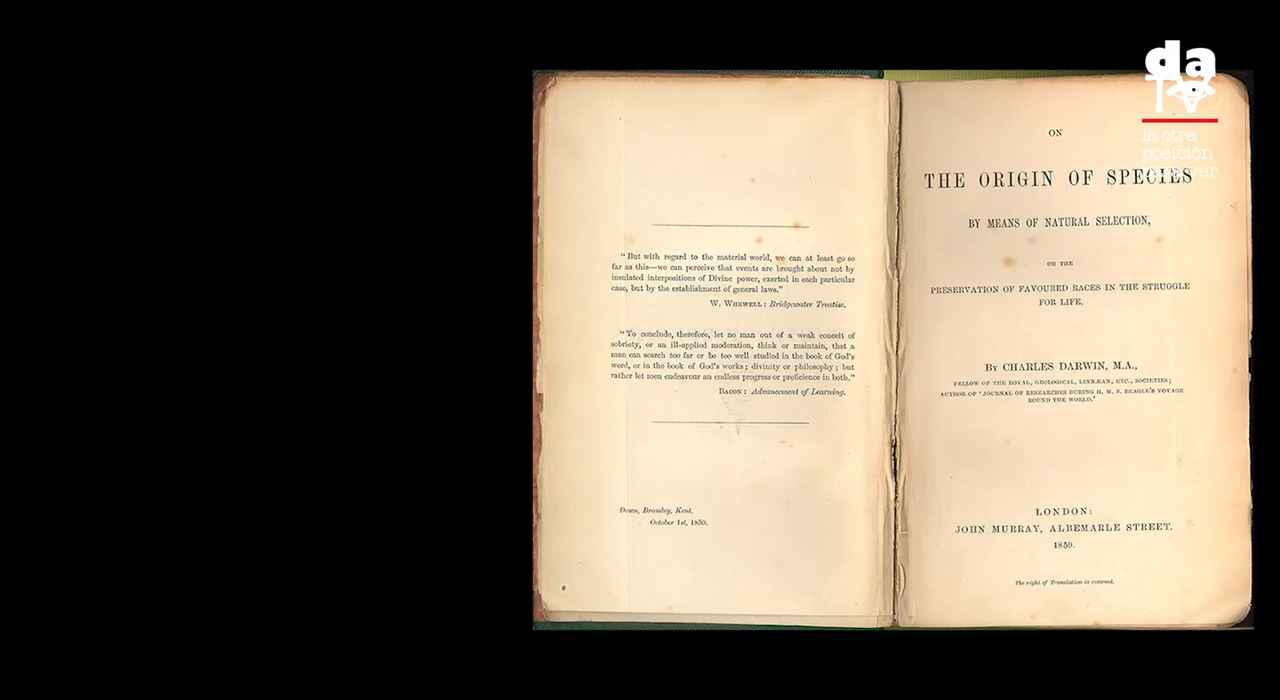 “But with regard to the material world, we can at least go so
far as this—we can perceive that events are brought about not by
insulated interpositions of Divine power, exerted in each particular
case, but by the establishment of general laws.”
W. WHEWELL : Bridgewater Treatise.
“To conclude, therefore, let no man out of a weak conceit of
sobriety, or an ill-applied moderation, think or maintain, that a
man can search too far or be too well studied in the book of God's
word, or in the book of God's works ; divinity or philosophy ; but
rather let men endeavour an endless progress or proficience in both.”
BACON : Advancement of Learning.
Down, Bromley, Kent.
October 1st, 1859.
ON
THE ORIGIN OF SPECIES
BY MEANS OF NATURAL SELECTION,
OR THE
PRESERVATION OF FAVOURED RACES IN THE STRUGGLE
FOR LIFE.
BY CHARLES DARWIN, M.A.,
FELLOW OF THE ROYAL, GEOLOGICAL, LINNÆAN, ETC., SOCIETIES ;
AUTHOR OF ‘JOURNAL OF RESEARCHES DURING H. M. S. BEAGLE'S VOYAGE
ROUND THE WORLD.’
LONDON:
JOHN MURRAY, ALBEMARLE STREET.
1859.
The right of Translation is reserved.
da
la otra
posición
ver